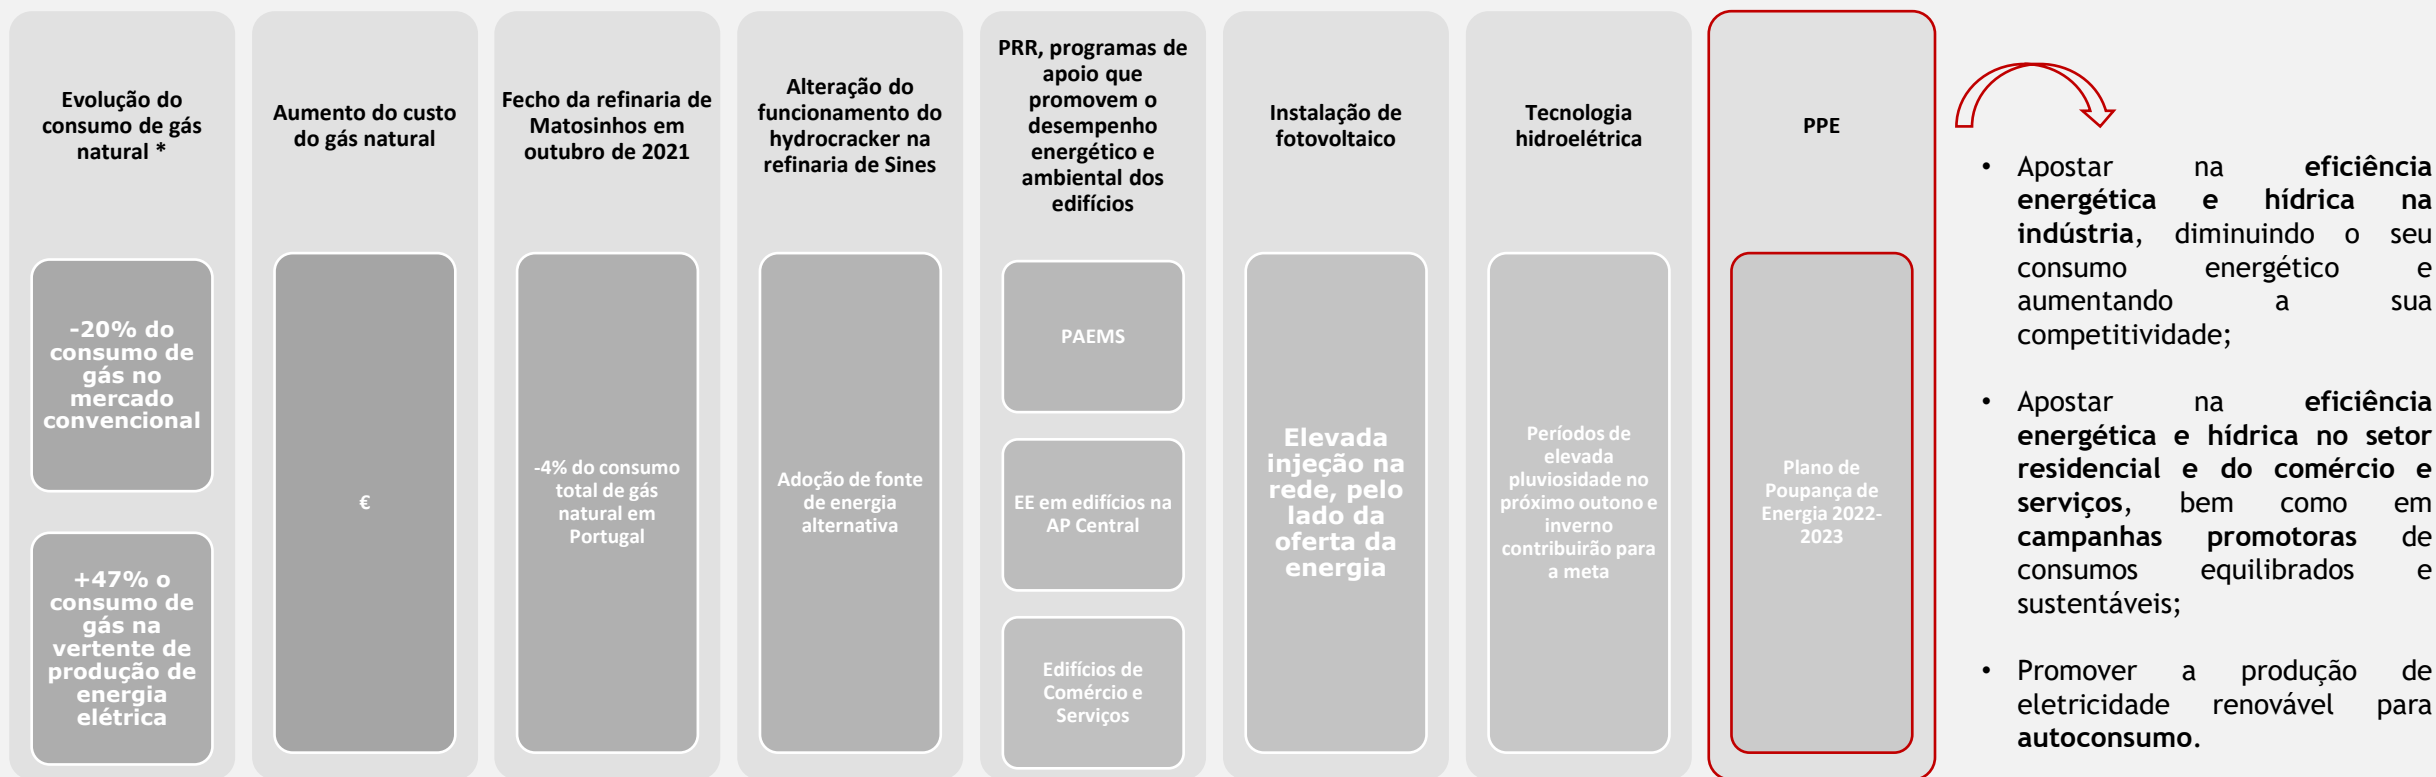 Evolução do
consumo de gás
natural *
-20% do
consumo de
gás no
mercado
convencional
+47% o
consumo de
gás na
vertente de
produção de
energia
elétrica
Aumento do custo
do gás natural
€
Fecho da refinaria de
Matosinhos em
outubro de 2021
-4% do consumo
total de gás
natural em
Portugal
Alteração do
funcionamento do
hydrocracker na
refinaria de Sines
Adoção de fonte
de energia
alternativa
PRR, programas de
apoio que
promovem o
desempenho
energético e
ambiental dos
edifícios
PAEMS
EE em edifícios na
AP Central
Edifícios de
Comércio e
Serviços
Instalação de
fotovoltaico
Elevada
injeção na
rede, pelo
lado da
oferta da
energia
Tecnologia
hidroelétrica
Períodos de
elevada
pluviosidade no
próximo outono e
inverno
contribuirão para
a meta
PPE
Plano de
Poupança de
Energia 2022-
2023
• Apostar na eficiência
energética e hídrica na
indústria, diminuindo o seu
consumo energético e
aumentando a sua
competitividade;
• Apostar na eficiência
energética e hídrica no setor
residencial e do comércio e
serviços, bem como em
campanhas promotoras de
consumos equilibrados e
sustentáveis;
• Promover a produção de
eletricidade renovável para
autoconsumo.